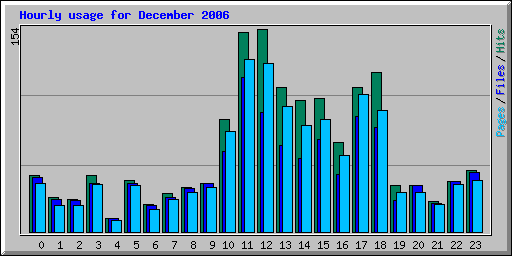 Hourly usage for December 2006
154
Pages/Files/Hits
0 1 2 3 4 5 6 7 8 9 10 11 12 13 14 15 16 17 18 19 20 21 22 23